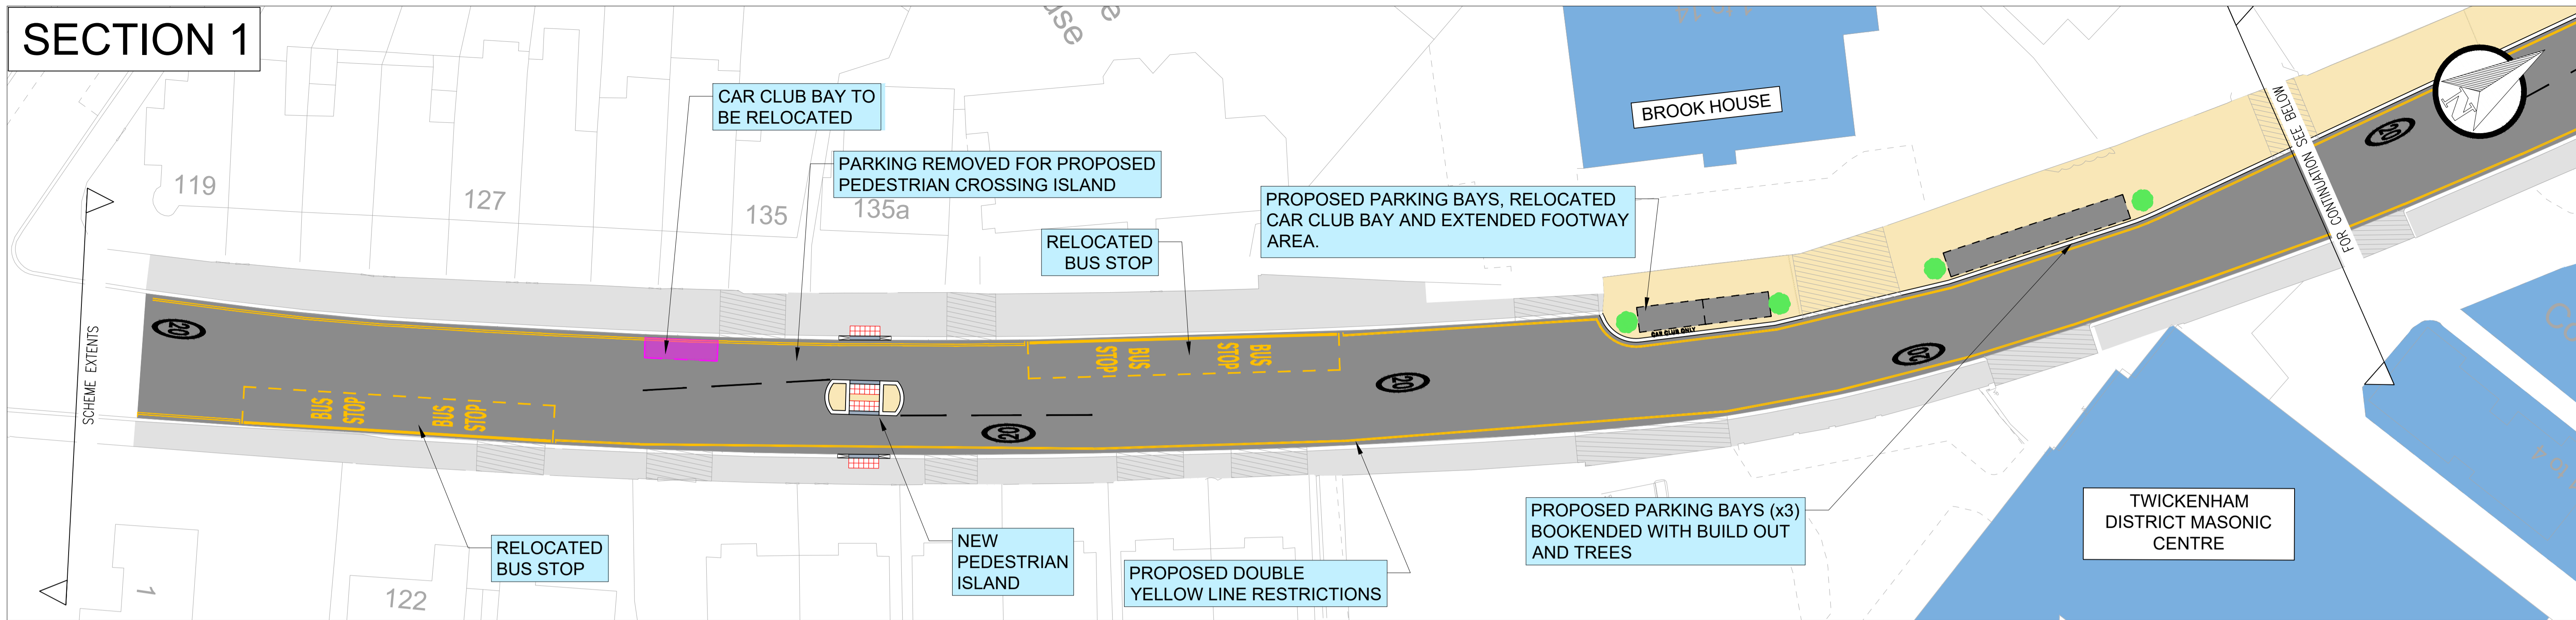 SECTION 1
use
e
CAR CLUB BAY TO
BE RELOCATED
PARKING REMOVED FOR PROPOSED
PEDESTRIAN CROSSING ISLAND
119
127
135
135a
BROOK HOUSE
PROPOSED PARKING BAYS, RELOCATED
CAR CLUB BAY AND EXTENDED FOOTWAY
AREA.
RELOCATED
BUS STOP
N
FOR CONTINUATION SEE BELOW
SCHEME EXTENTS
20
20
20
20
20
CAR CLUB ONLY
BUS
STOP
BUS
STOP
STOP
BUS
STOP
BUS
RELOCATED
BUS STOP
NEW
PEDESTRIAN
ISLAND
PROPOSED DOUBLE
YELLOW LINE RESTRICTIONS
PROPOSED PARKING BAYS (x3)
BOOKENDED WITH BUILD OUT
AND TREES
TWICKENHAM
DISTRICT MASONIC
CENTRE
1
122